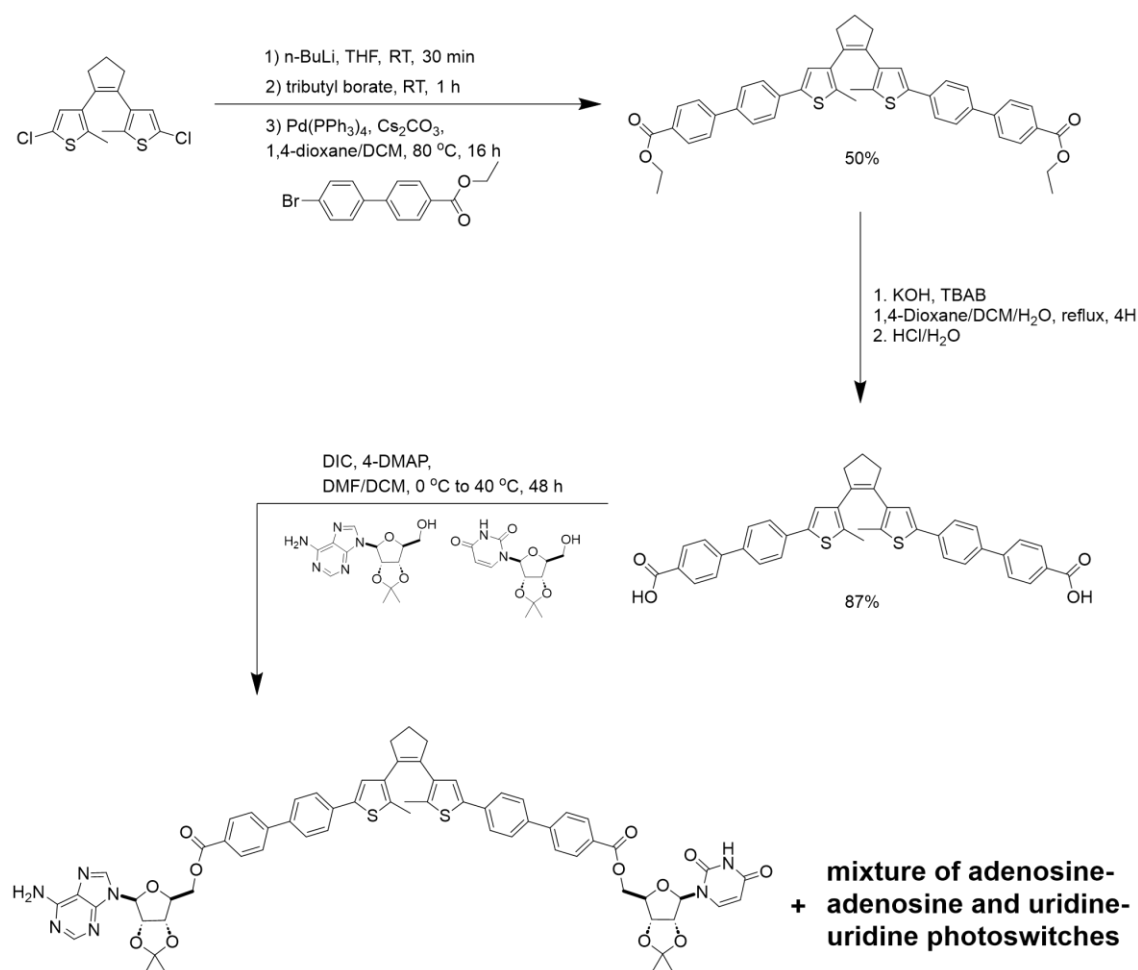 1) n-BuLi, THF, RT, 30 min
2) tributyl borate, RT, 1 h
3) Pd(PPh₃)₄, Cs₂CO₃,
1,4-dioxane/DCM, 80 °C, 16 h
Cl
S
S
Cl
Br
O
O
S
S
O
O
O
O
50%
1. KOH, TBAB
1,4-Dioxane/DCM/H₂O, reflux, 4H
2. HCl/H₂O
DIC, 4-DMAP,
DMF/DCM, 0 °C to 40 °C, 48 h
H₂N
N
N
N
N
O
OH
O
O
HN
O
O
N
O
OH
O
O
S
S
O
OH
O
OH
87%
S
S
O
O
O
O
H₂N
N
N
N
N
O
O
O
O
O
O
O
N
NH
O
+
mixture of adenosine-
adenosine and uridine-
uridine photoswitches